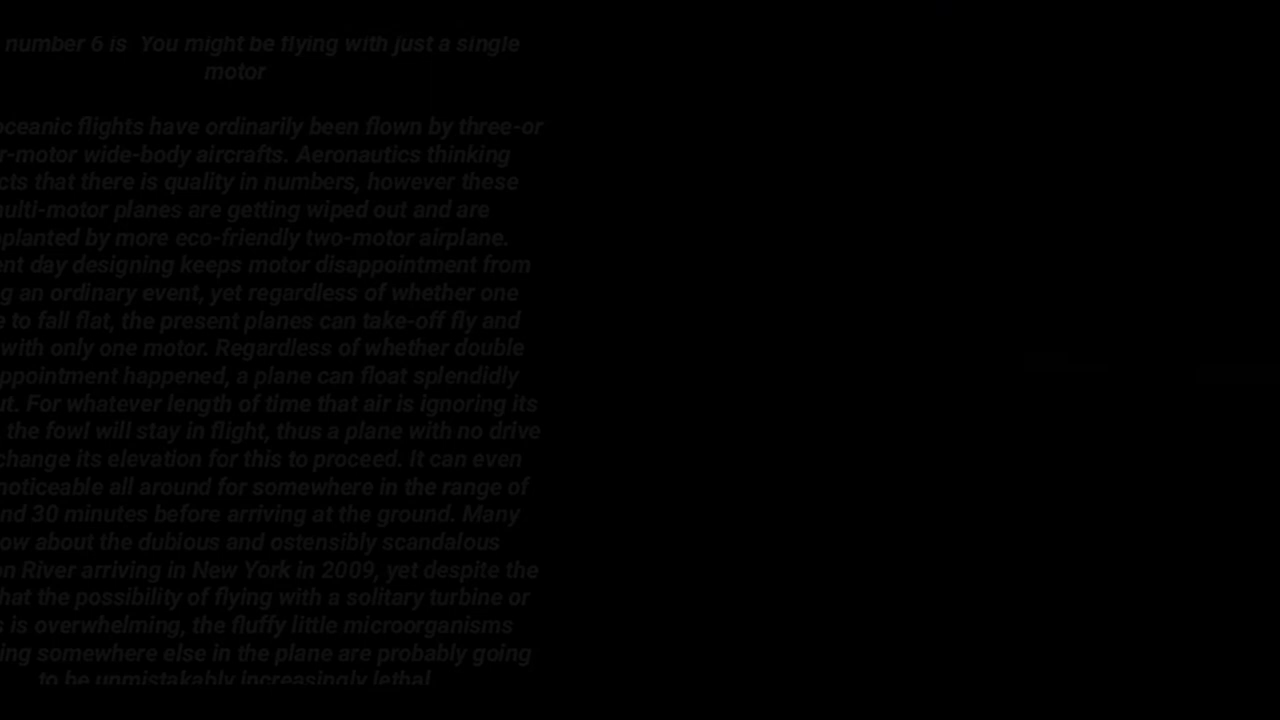 number 6 is You might be flying with just a single
motor
oceanic flights have ordinarily been flown by three-or
r-motor wide-body aircrafts. Aeronautics thinking
cts that there is quality in numbers, however these
ulti-motor planes are getting wiped out and are
planted by more eco-friendly two-motor airplane.
ent day designing keeps motor disappointment from
g an ordinary event, yet regardless of whether one
e to fall flat, the present planes can take-off fly and
with only one motor. Regardless of whether double
ppointment happened, a plane can float splendidly
ut. For whatever length of time that air is ignoring its
the fowl will stay in flight, thus a plane with no drive
change its elevation for this to proceed. It can even
noticeable all around for somewhere in the range of
nd 30 minutes before arriving at the ground. Many
ow about the dubious and ostensibly scandalous
on River arriving in New York in 2009, yet despite the
hat the possibility of flying with a solitary turbine or
s is overwhelming, the fluffy little microorganisms
ing somewhere else in the plane are probably going
to be unmistakably increasingly lethal